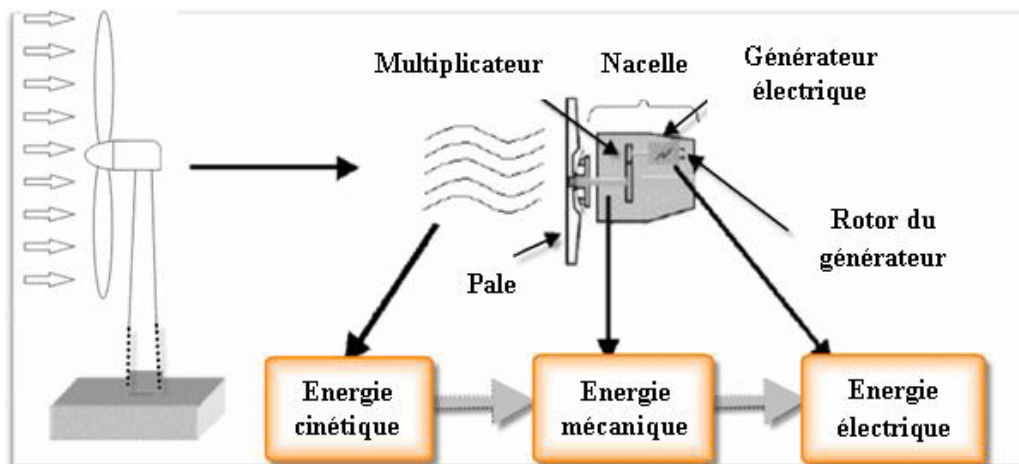 Multiplicateur
Nacelle
Générateur
électrique
Pale
Rotor du
générateur
Energie
cinétique
Energie
mécanique
Energie
électrique